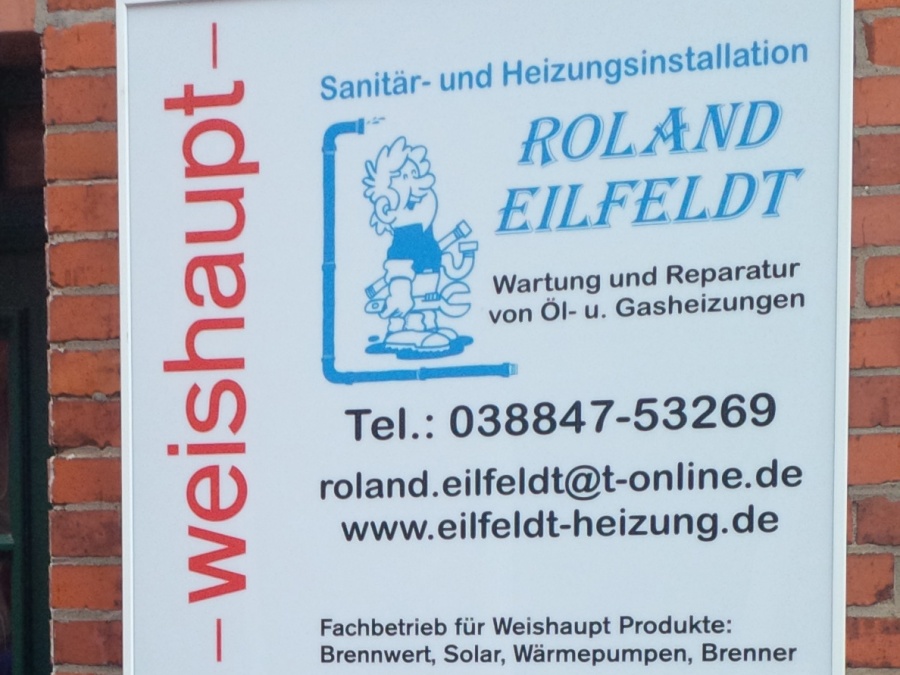 – weishaupt –
Sanitär- und Heizungsinstallation
ROLAND
EILFELDT
Wartung und Reparatur
von Öl- u. Gasheizungen
Tel.: 038847-53269
roland.eilfeldt@t-online.de
www.eilfeldt-heizung.de
Fachbetrieb für Weishaupt Produkte:
Brennwert, Solar, Wärmepumpen, Brenner